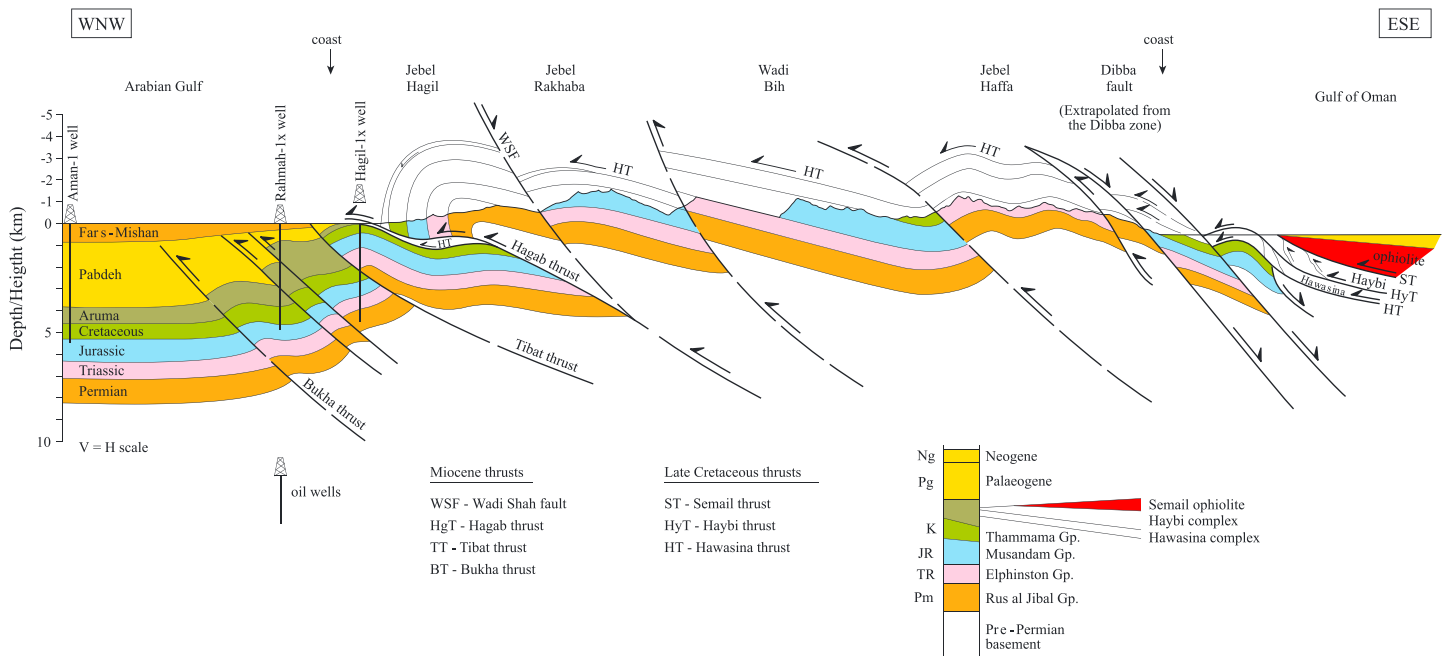 WNW
ESE
coast
coast
Arabian Gulf
Jebel
Hagil
Jebel
Rakhaba
Wadi
Bih
Jebel
Haffa
Dibba
fault
(Extrapolated from
the Dibba zone)
Gulf of Oman
Depth/Heigtht (km)
-5
-4
-3
-2
-1
0
5
10
Aman-1 well
Rahmah-1x well
Hagil-1x well
WSF
HT
HT
HT
HT
Fars-Mishan
Pabdeh
Aruma
Cretaceous
Jurassic
Triassic
Permian
Hagab thrust
Tibat thrust
Bukha thrust
ophiolite
ST
Haybi
HyT
Hawasina
HT
V = H scale
oil wells
Miocene thrusts
WSF - Wadi Shah fault
HgT - Hagab thrust
TT - Tibat thrust
BT - Bukha thrust
Late Cretaceous thrusts
ST - Semail thrust
HyT - Haybi thrust
HT - Hawasina thrust
Ng Neogene
Pg Palaeogene
Semail ophiolite
Haybi complex
K
Hawasina complex
Thammama Gp.
JR Musandam Gp.
TR Elphinston Gp.
Pm Rus al Jibal Gp.
Pre-Permian
basement